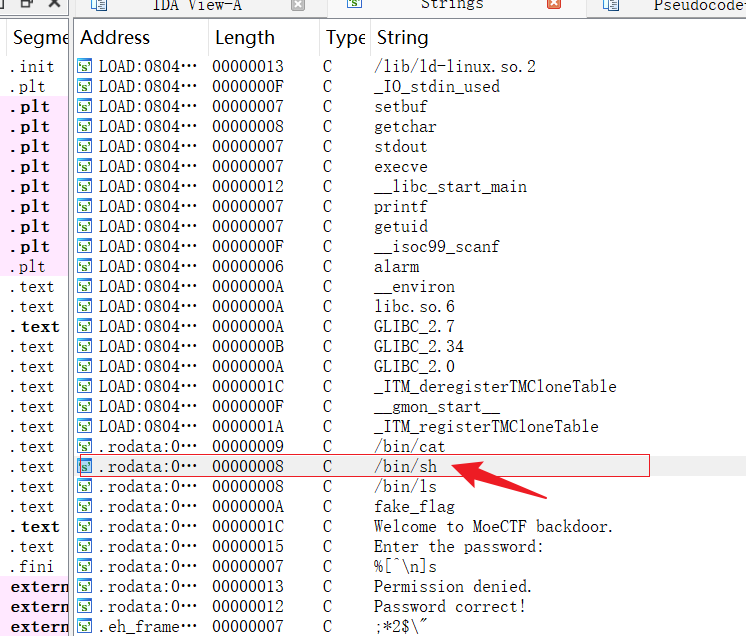 IDA View-A Strings Pseudocode
Segme Address Length Type String
.init LOAD:0804… 00000013 C /lib/ld-linux.so.2
.plt LOAD:0804… 0000000F C _IO_stdin_used
.plt LOAD:0804… 00000007 C setbuf
.plt LOAD:0804… 00000008 C getchar
.plt LOAD:0804… 00000007 C stdout
.plt LOAD:0804… 00000007 C execve
.plt LOAD:0804… 00000012 C __libc_start_main
.plt LOAD:0804… 00000007 C printf
.plt LOAD:0804… 00000007 C getuid
.plt LOAD:0804… 0000000F C __isoc99_scanf
.plt LOAD:0804… 00000006 C alarm
.text LOAD:0804… 0000000A C __environ
.text LOAD:0804… 0000000A C libc.so.6
.text LOAD:0804… 0000000A C GLIBC_2.7
.text LOAD:0804… 0000000B C GLIBC_2.34
.text LOAD:0804… 0000000A C GLIBC_2.0
.text LOAD:0804… 0000001C C _ITM_deregisterTMCloneTable
.text LOAD:0804… 0000000F C __gmon_start__
.text LOAD:0804… 0000001A C _ITM_registerTMCloneTable
.text .rodata:0… 00000009 C /bin/cat
.text .rodata:0… 00000008 C /bin/sh
.text .rodata:0… 00000008 C /bin/ls
.text .rodata:0… 0000000A C fake_flag
.text .rodata:0… 0000001C C Welcome to MoeCTF backdoor.
.text .rodata:0… 00000015 C Enter the password:
.fini .rodata:0… 00000007 C %[^\n]s
extern .rodata:0… 00000013 C Permission denied.
extern .rodata:0… 00000012 C Password correct!
extern .eh_frame… 00000007 C ;*2$\"